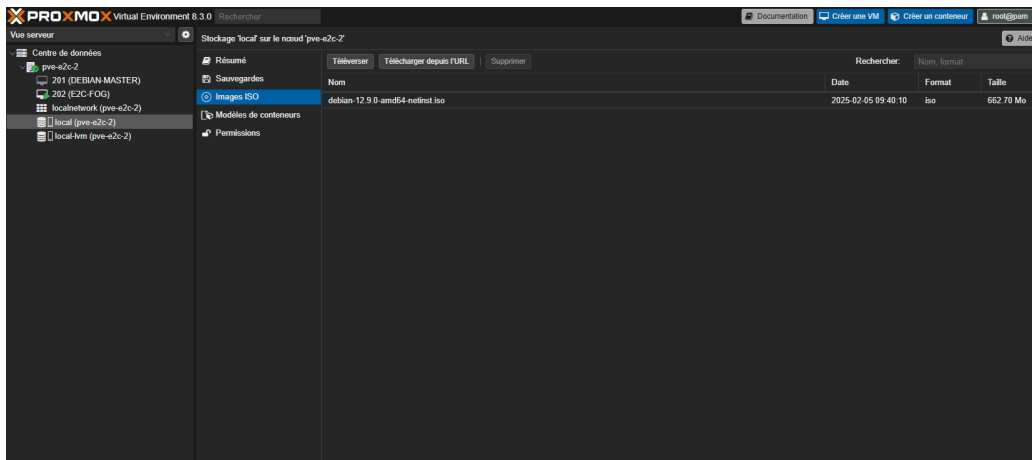 PROXMOX Virtual Environment 8.3.0 Rechercher Documentation Créer une VM Créer un conteneur root@pam
Vue serveur
Stockage 'local' sur le nœud 'pve-e2c-2' Aide
Centre de données
pve-e2c-2
201 (DEBIAN-MASTER)
202 (E2C-FOG)
localnetwork (pve-e2c-2)
local (pve-e2c-2)
local-lvm (pve-e2c-2)
Résumé
Sauvegardes
Images ISO
Modèles de conteneurs
Permissions
Téléverser Télécharger depuis l'URL Supprimer Rechercher: Nom, format
Nom Date Format Taille
debian-12.9.0-amd64-netinst.iso 2025-02-05 09:40:10 iso 662.70 Mo